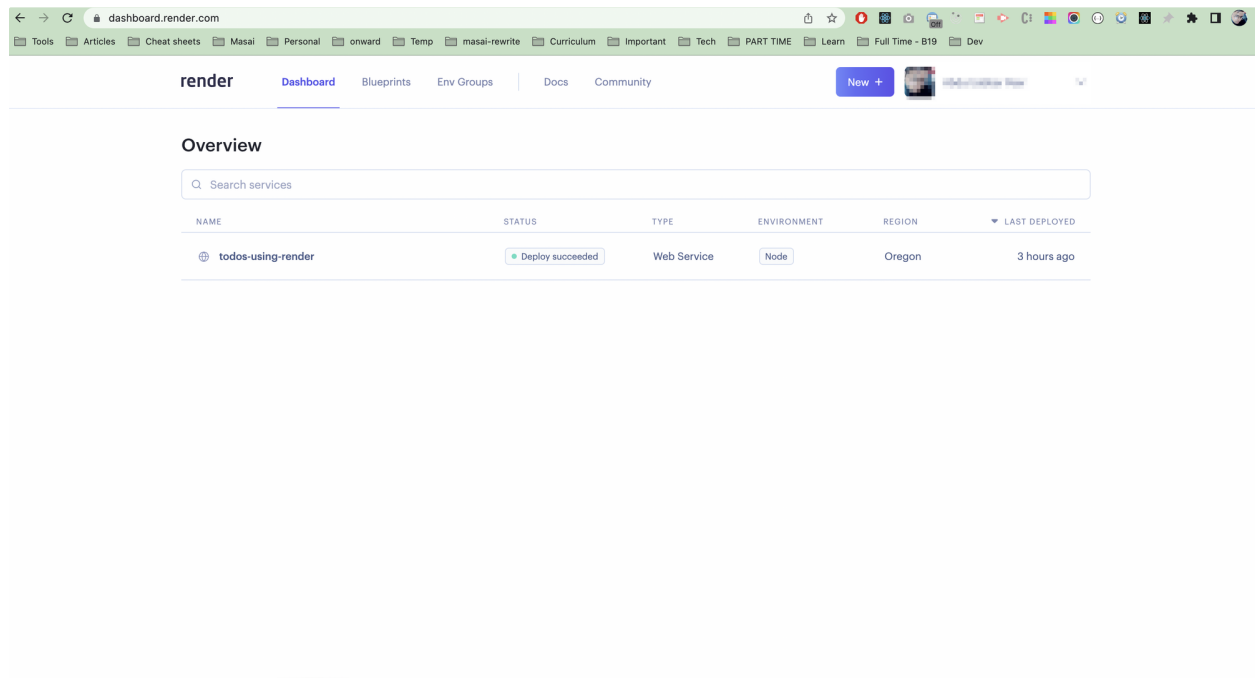 dashboard.render.com
Off
Tools Articles Cheat sheets Masai Personal onward Temp masai-rewrite Curriculum Important Tech PART TIME Learn Full Time - B19 Dev
render Dashboard Blueprints Env Groups Docs Community New +
Overview
Search services
NAME STATUS TYPE ENVIRONMENT REGION LAST DEPLOYED
todos-using-render Deploy succeeded Web Service Node Oregon 3 hours ago